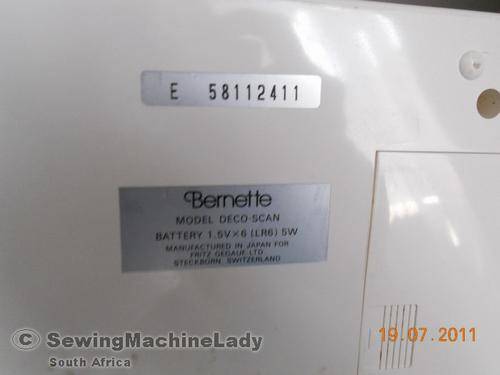 E 58112411
Bernette
MODEL DECO-SCAN
BATTERY 1.5V×6 (LR6) 5W
MANUFACTURED IN JAPAN FOR
FRITZ GEGAUF LTD
STECKBORN SWITZERLAND
19.07.2011
© SewingMachineLady
South Africa